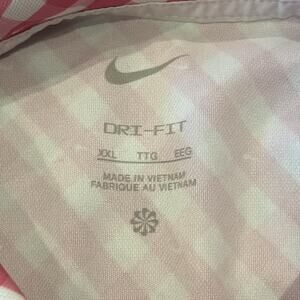 DRI-FIT
XXL TTG EEG
MADE IN VIETNAM
FABRIQUE AU VIETNAM